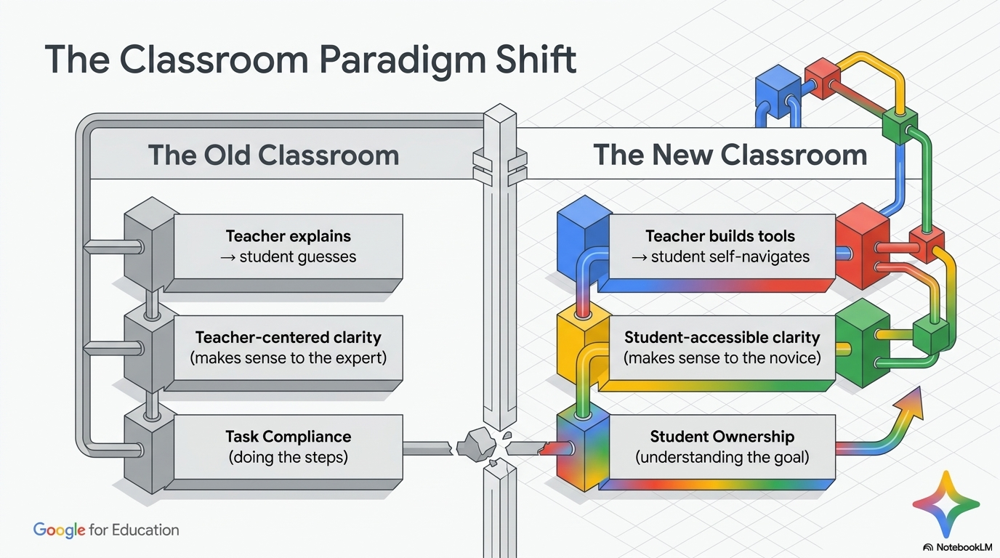 The Classroom Paradigm Shift
The Old Classroom
Teacher explains
→ student guesses
Teacher-centered clarity
(makes sense to the expert)
Task Compliance
(doing the steps)
The New Classroom
Teacher builds tools
→ student self-navigates
Student-accessible clarity
(makes sense to the novice)
Student Ownership
(understanding the goal)
Google for Education
NotebookLM